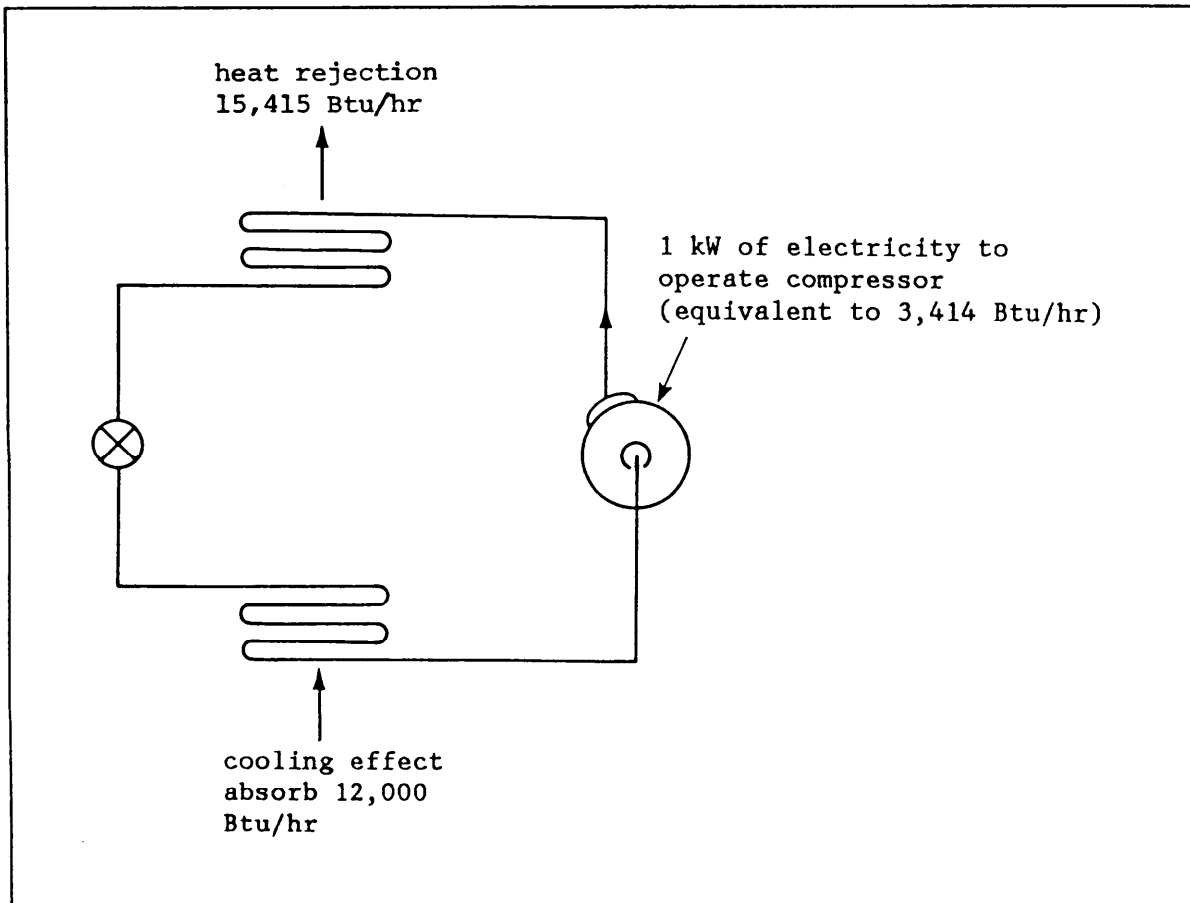 heat rejection
15,415 Btu/hr
1 kW of electricity to
operate compressor
(equivalent to 3,414 Btu/hr)
cooling effect
absorb 12,000
Btu/hr